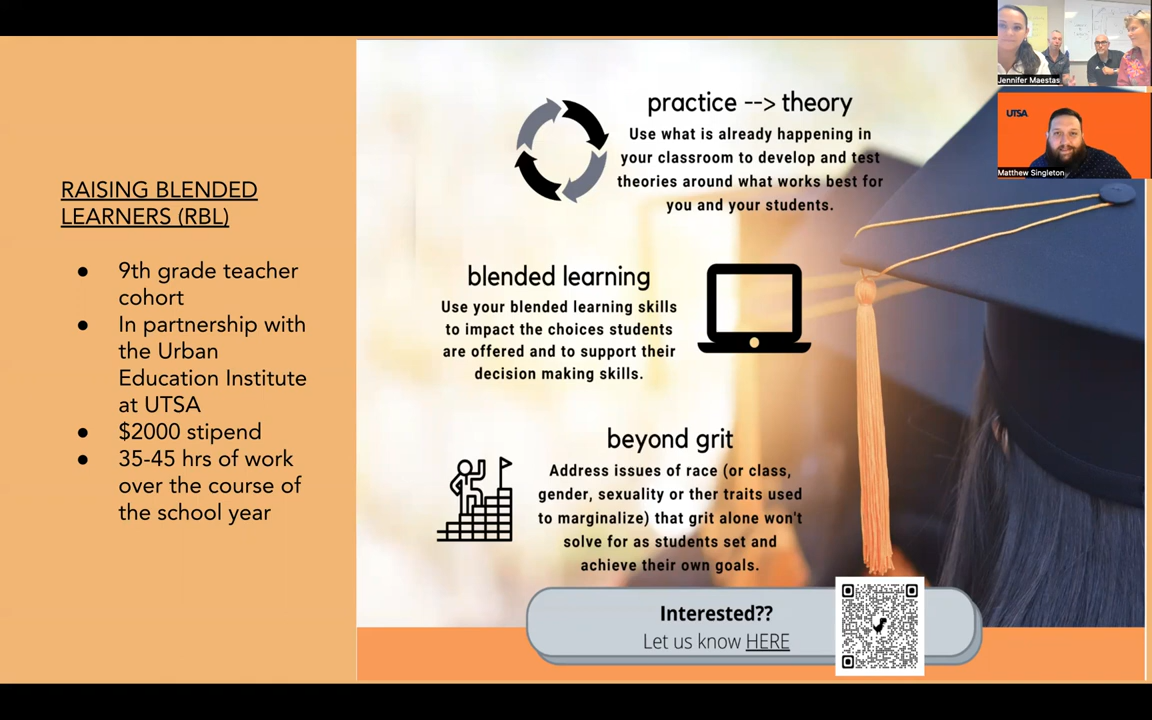 RAISING BLENDED
LEARNERS (RBL)
● 9th grade teacher
cohort
● In partnership with
the Urban
Education Institute
at UTSA
● $2000 stipend
● 35-45 hrs of work
over the course of
the school year
practice --> theory
Use what is already happening in
your classroom to develop and test
theories around what works best for
you and your students.
blended learning
Use your blended learning skills
to impact the choices students
are offered and to support their
decision making skills.
beyond grit
Address issues of race (or class,
gender, sexuality or ther traits used
to marginalize) that grit alone won't
solve for as students set and
achieve their own goals.
Interested??
Let us know HERE
Jennifer Maestas
UTSA
Matthew Singleton